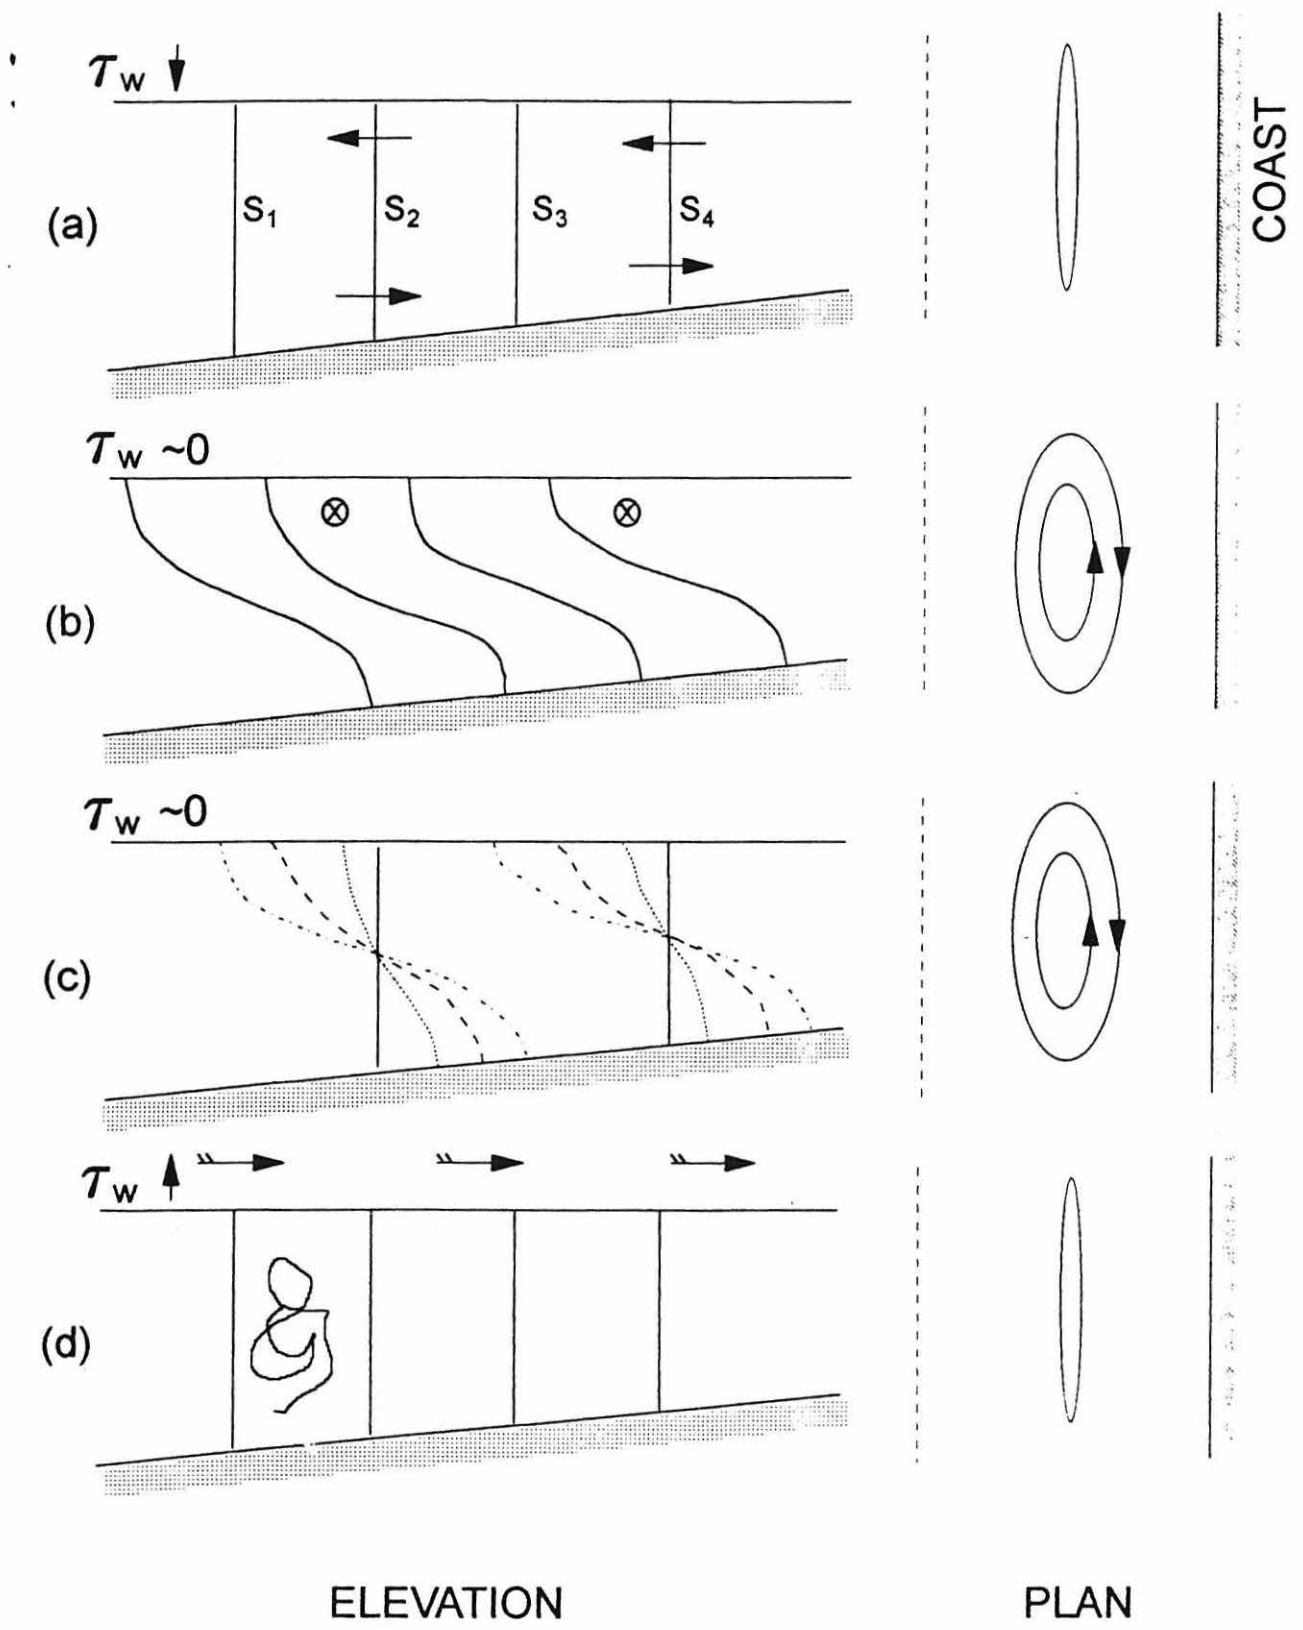 τw
(a)
S1
S2
S3
S4
COAST
τw ~0
(b)
τw ~0
(c)
τw
(d)
ELEVATION
PLAN